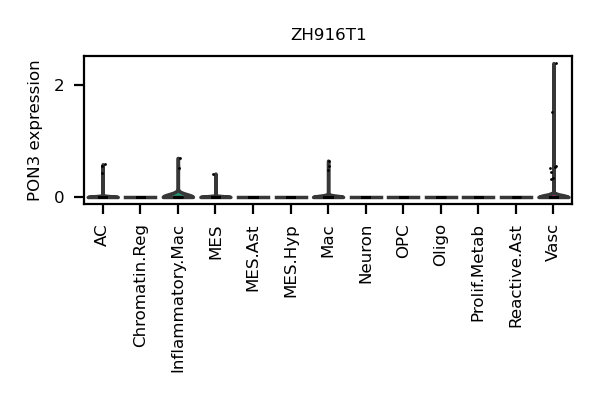 ZH916T1
PON3 expression
2
0
AC
Chromatin.Reg
Inflammatory.Mac
MES
MES.Ast
MES.Hyp
Mac
Neuron
OPC
Oligo
Prolif.Metab
Reactive.Ast
Vasc